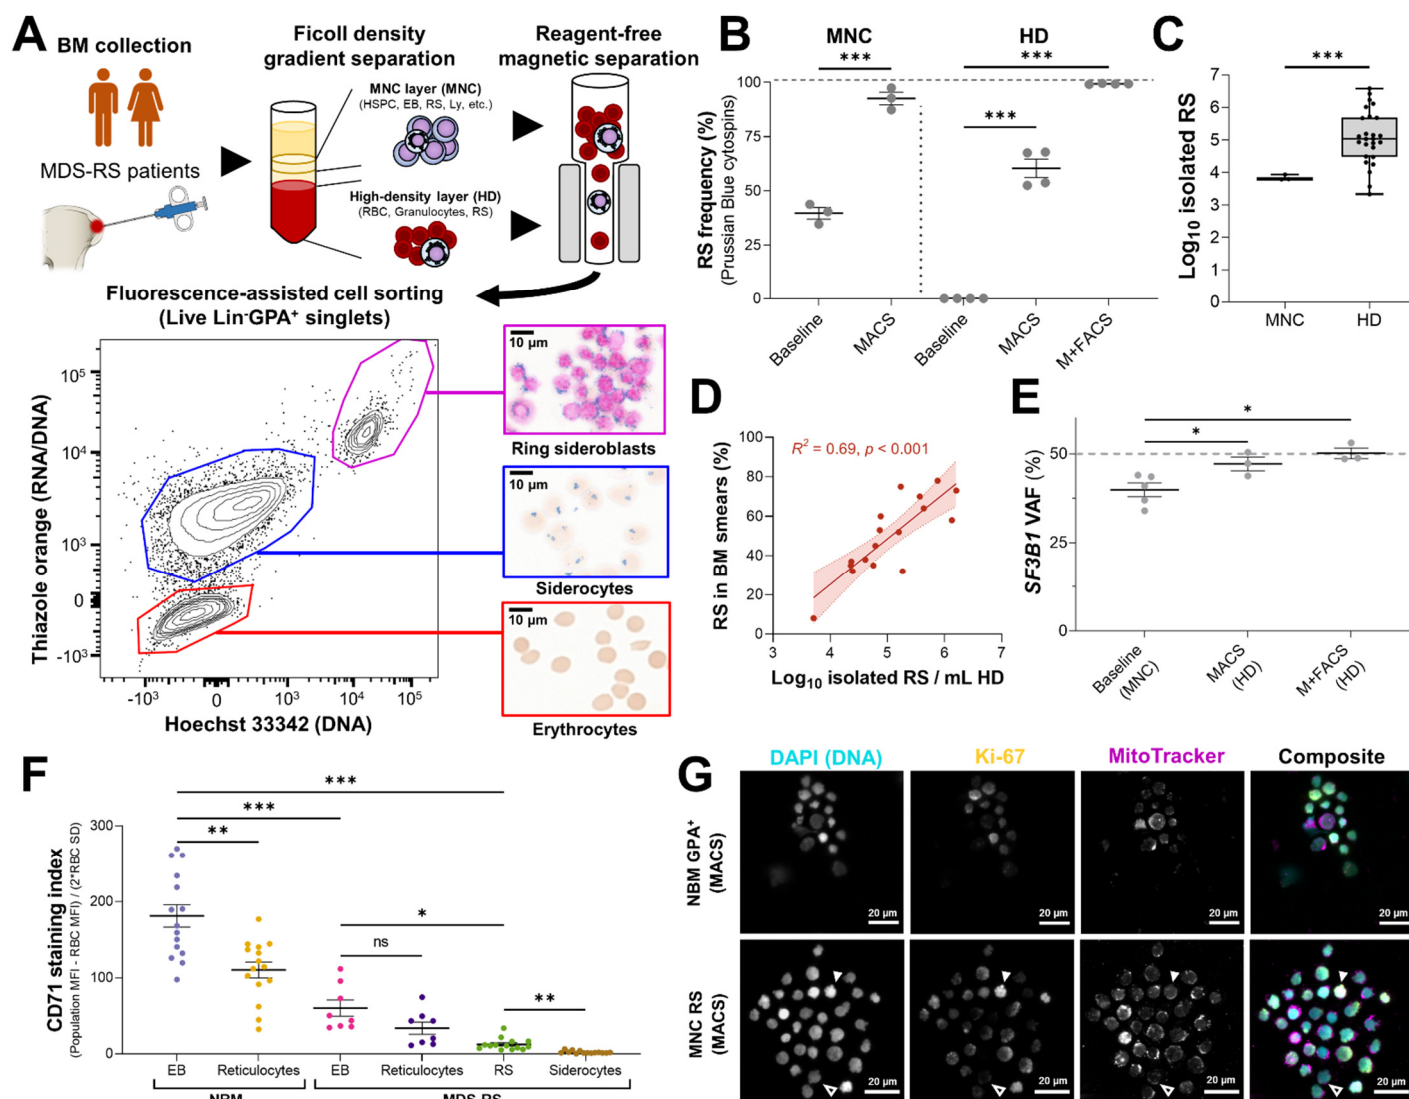 A
BM collection
MDS-RS patients
Ficoll density
gradient separation
MNC layer (MNC)
(HSPC, EB, RS, Ly, etc.)
High-density layer (HD)
(RBC, Granulocytes, RS)
Reagent-free
magnetic separation
Fluorescence-assisted cell sorting
(Live Lin⁻GPA⁺ singlets)
Thiazole orange (RNA/DNA)
10⁵
10⁴
10³
0
-10³
-10³
0
10³
10⁴
10⁵
Hoechst 33342 (DNA)
10 μm
Ring sideroblasts
10 μm
Siderocytes
10 μm
Erythrocytes
B
MNC
HD
***
***
***
RS frequency (%)
(Prussian Blue cytospins)
100
75
50
25
0
Baseline
MACS
Baseline
MACS
M+FACS
C
***
Log₁₀ isolated RS
7
6
5
4
3
2
1
0
MNC
HD
D
R² = 0.69, p < 0.001
RS in BM smears (%)
100
80
60
40
20
0
3
4
5
6
7
Log₁₀ isolated RS / mL HD
E
*
*
SF3B1 VAF (%)
50
25
0
Baseline
(MNC)
MACS
(HD)
M+FACS
(HD)
F
***
***
**
*
ns
**
CD71 staining index
(Population MFI - RBC MFI) / (2*RBC SD)
300
200
100
0
EB
Reticulocytes
EB
Reticulocytes
RS
Siderocytes
NBM
MDS-RS
G
DAPI (DNA)
Ki-67
MitoTracker
Composite
NBM GPA⁺
(MACS)
20 μm
20 μm
20 μm
20 μm
MNC RS
(MACS)
20 μm
20 μm
20 μm
20 μm